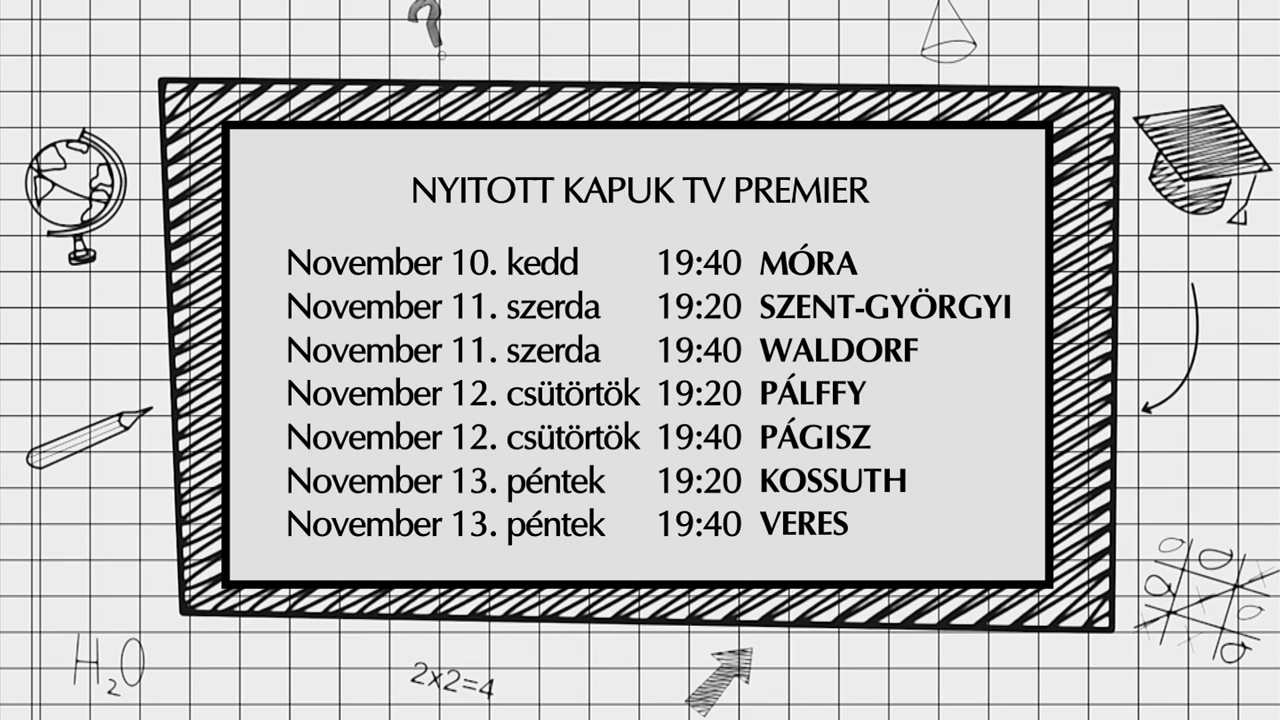 ?
NYITOTT KAPUK TV PREMIER
November 10. kedd 19:40 MÓRA
November 11. szerda 19:20 SZENT-GYÖRGYI
November 11. szerda 19:40 WALDORF
November 12. csütörtök 19:20 PÁLFFY
November 12. csütörtök 19:40 PÁGISZ
November 13. péntek 19:20 KOSSUTH
November 13. péntek 19:40 VERES
H₂O
2x2=4